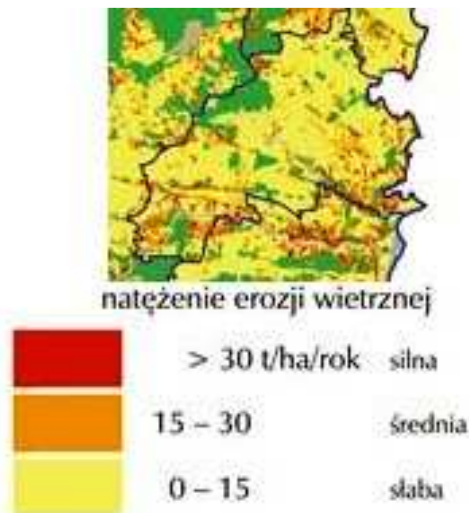 natężenie erozji wietrznej
> 30 t/ha/rok silna
15 – 30 średnia
0 – 15 słaba